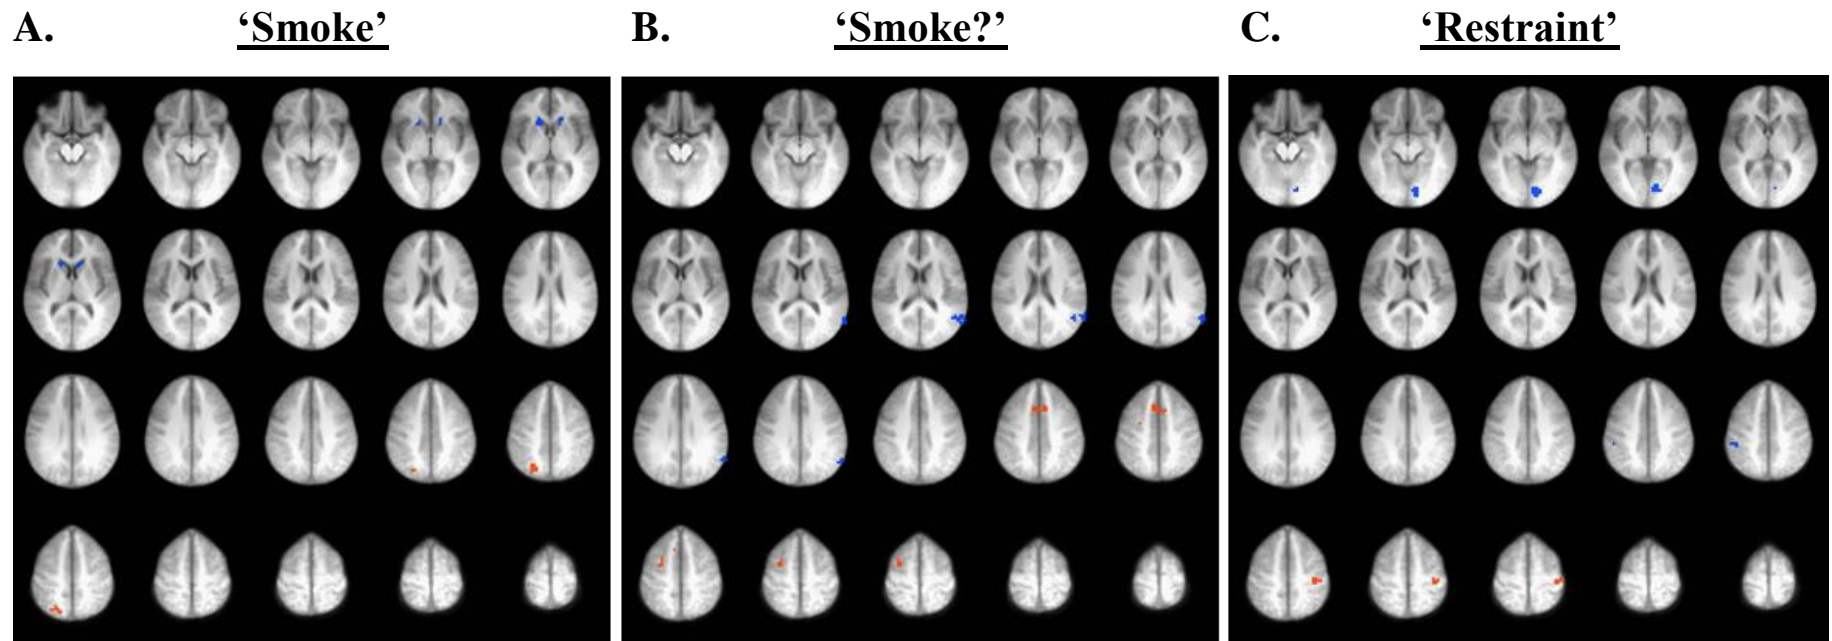 A. ‘Smoke’ B. ‘Smoke?’ C. ‘Restraint’